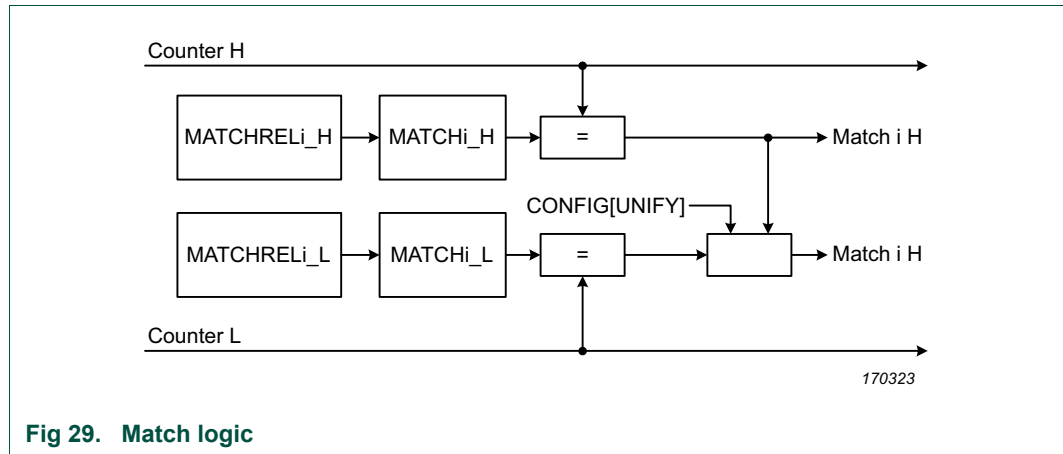 Counter H
MATCHRELi_H
MATCHi_H
=
Match i H
CONFIG[UNIFY]
MATCHRELi_L
MATCHi_L
=
Match i H
Counter L
170323
Fig 29. Match logic